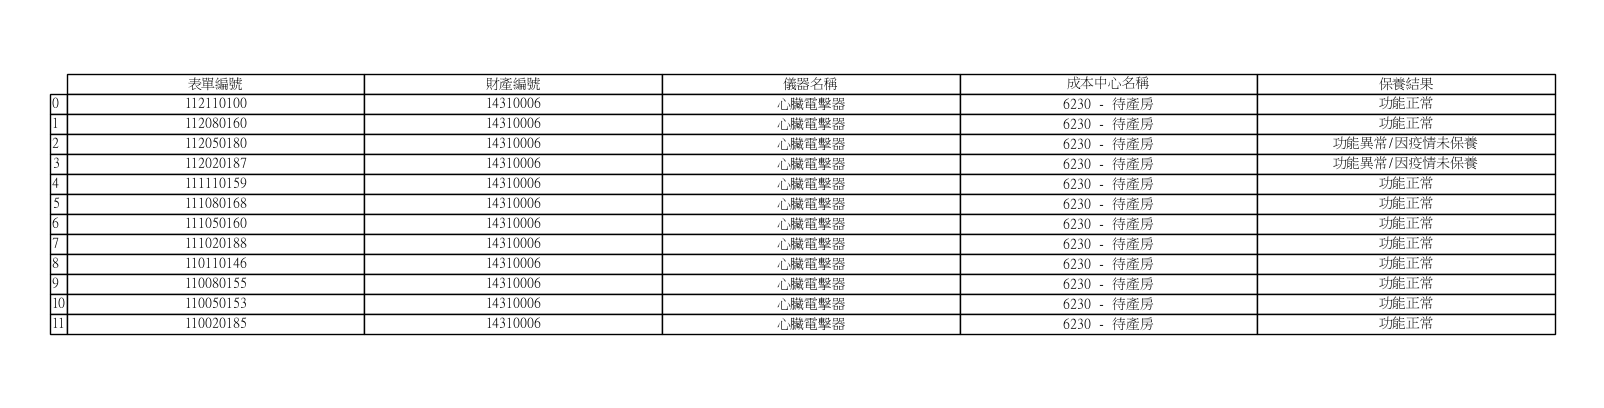 表單編號 財產編號 儀器名稱 成本中心名稱 保養結果
0 112110100 14310006 心臟電擊器 6230 - 待產房 功能正常
1 112080160 14310006 心臟電擊器 6230 - 待產房 功能正常
2 112050180 14310006 心臟電擊器 6230 - 待產房 功能異常/因疫情未保養
3 112020187 14310006 心臟電擊器 6230 - 待產房 功能異常/因疫情未保養
4 111110159 14310006 心臟電擊器 6230 - 待產房 功能正常
5 111080168 14310006 心臟電擊器 6230 - 待產房 功能正常
6 111050160 14310006 心臟電擊器 6230 - 待產房 功能正常
7 111020188 14310006 心臟電擊器 6230 - 待產房 功能正常
8 110110146 14310006 心臟電擊器 6230 - 待產房 功能正常
9 110080155 14310006 心臟電擊器 6230 - 待產房 功能正常
10 110050153 14310006 心臟電擊器 6230 - 待產房 功能正常
11 110020185 14310006 心臟電擊器 6230 - 待產房 功能正常